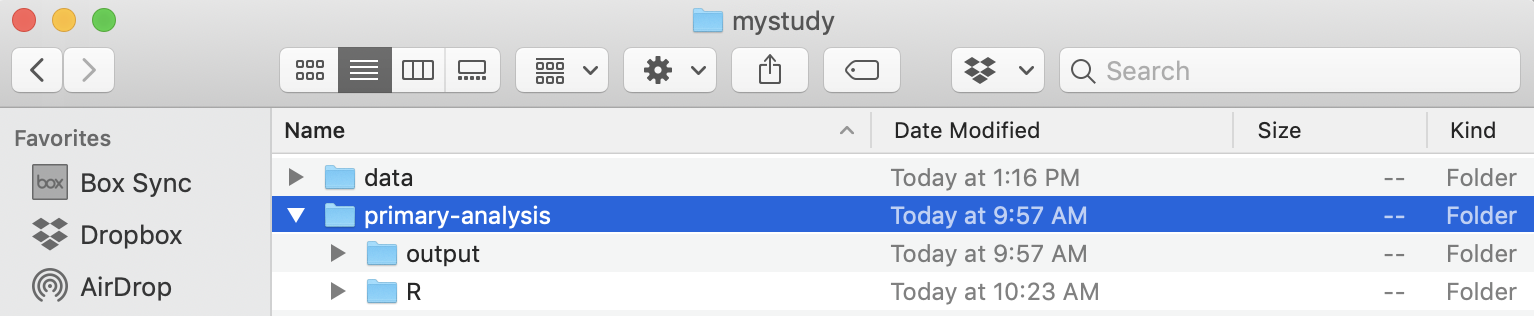 mystudy
Search
Favorites
box Box Sync
Dropbox
AirDrop
Name Date Modified Size Kind
data Today at 1:16 PM -- Folder
primary-analysis Today at 9:57 AM -- Folder
output Today at 9:57 AM -- Folder
R Today at 10:23 AM -- Folder